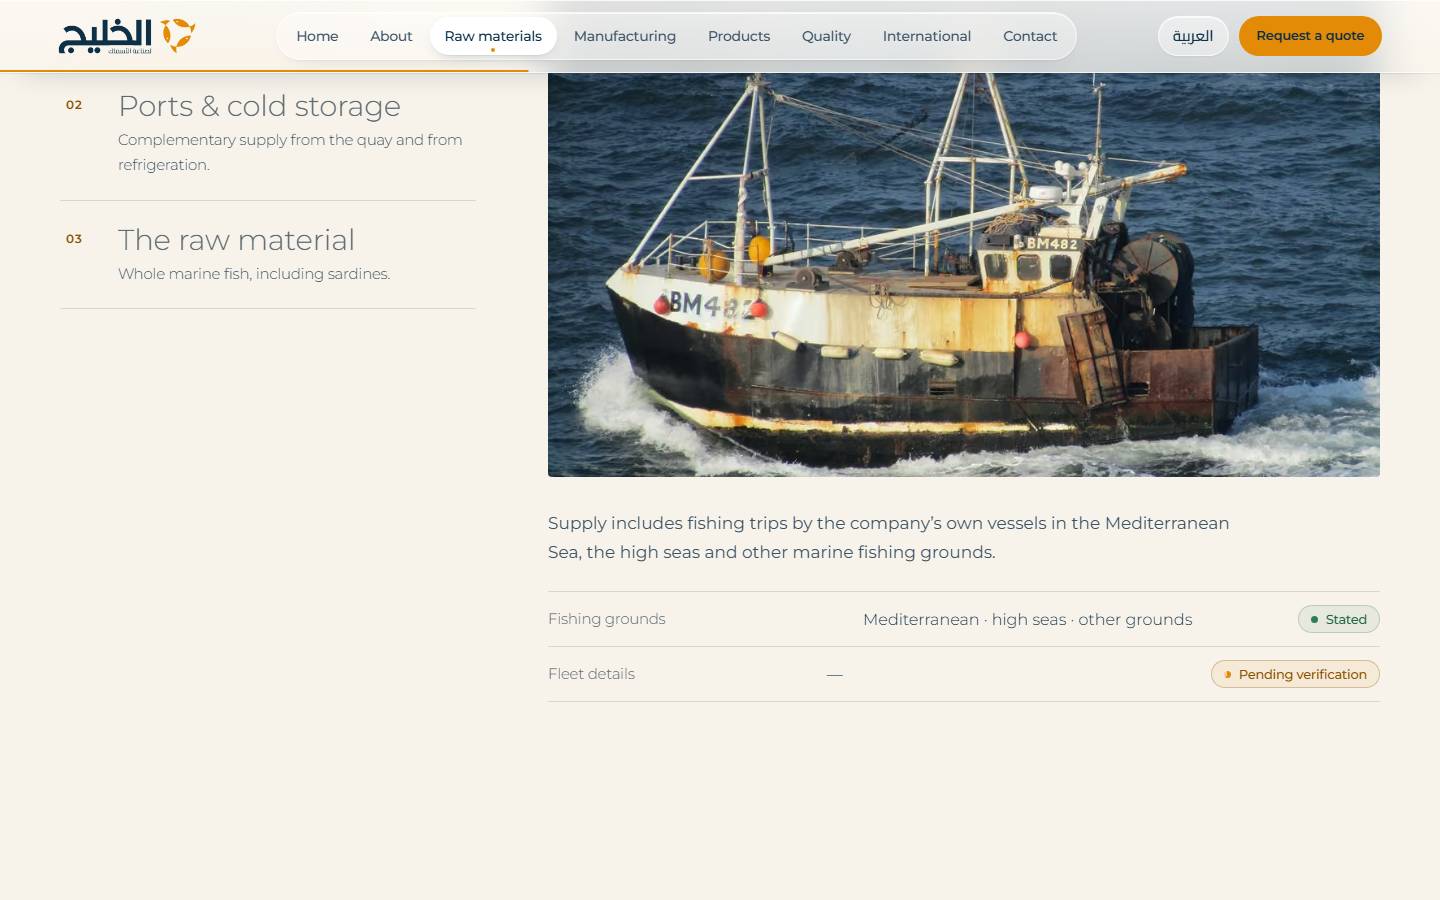 الخليج
لصناعة الأسماك
Home
About
Raw materials
Manufacturing
Products
Quality
International
Contact
العربية
Request a quote
02
Ports & cold storage
Complementary supply from the quay and from
refrigeration.
03
The raw material
Whole marine fish, including sardines.
BM482
BM482
Supply includes fishing trips by the company’s own vessels in the Mediterranean
Sea, the high seas and other marine fishing grounds.
Fishing grounds
Mediterranean · high seas · other grounds
Stated
Fleet details
—
Pending verification